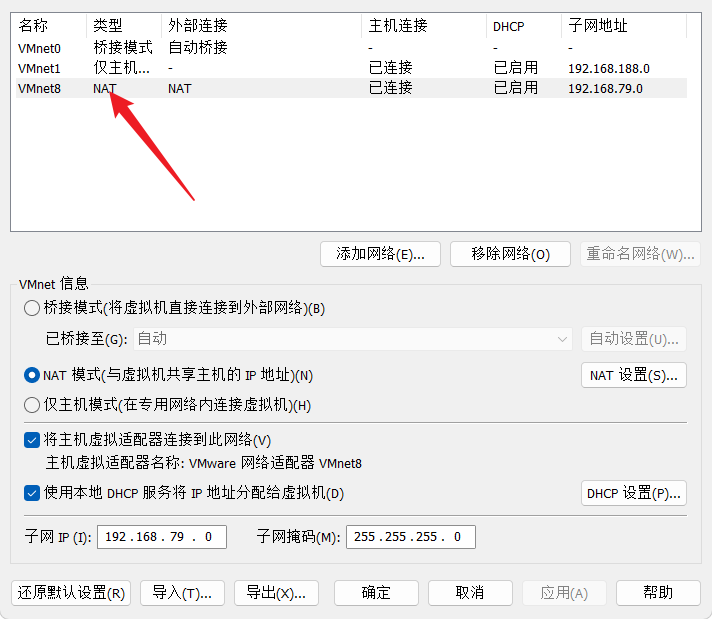 名称 类型 外部连接 主机连接 DHCP 子网地址
VMnet0 桥接模式 自动桥接 - - -
VMnet1 仅主机... - 已连接 已启用 192.168.188.0
VMnet8 NAT NAT 已连接 已启用 192.168.79.0
添加网络(E)... 移除网络(O) 重命名网络(W)...
VMnet 信息
桥接模式(将虚拟机直接连接到外部网络)(B)
已桥接至(G): 自动 自动设置(U)...
NAT 模式(与虚拟机共享主机的 IP 地址)(N) NAT 设置(S)...
仅主机模式(在专用网络内连接虚拟机)(H)
将主机虚拟适配器连接到此网络(V)
主机虚拟适配器名称: VMware 网络适配器 VMnet8
使用本地 DHCP 服务将 IP 地址分配给虚拟机(D) DHCP 设置(P)...
子网 IP (I): 192 . 168 . 79 . 0 子网掩码(M): 255 . 255 . 255 . 0
还原默认设置(R) 导入(T)... 导出(X)... 确定 取消 应用(A) 帮助